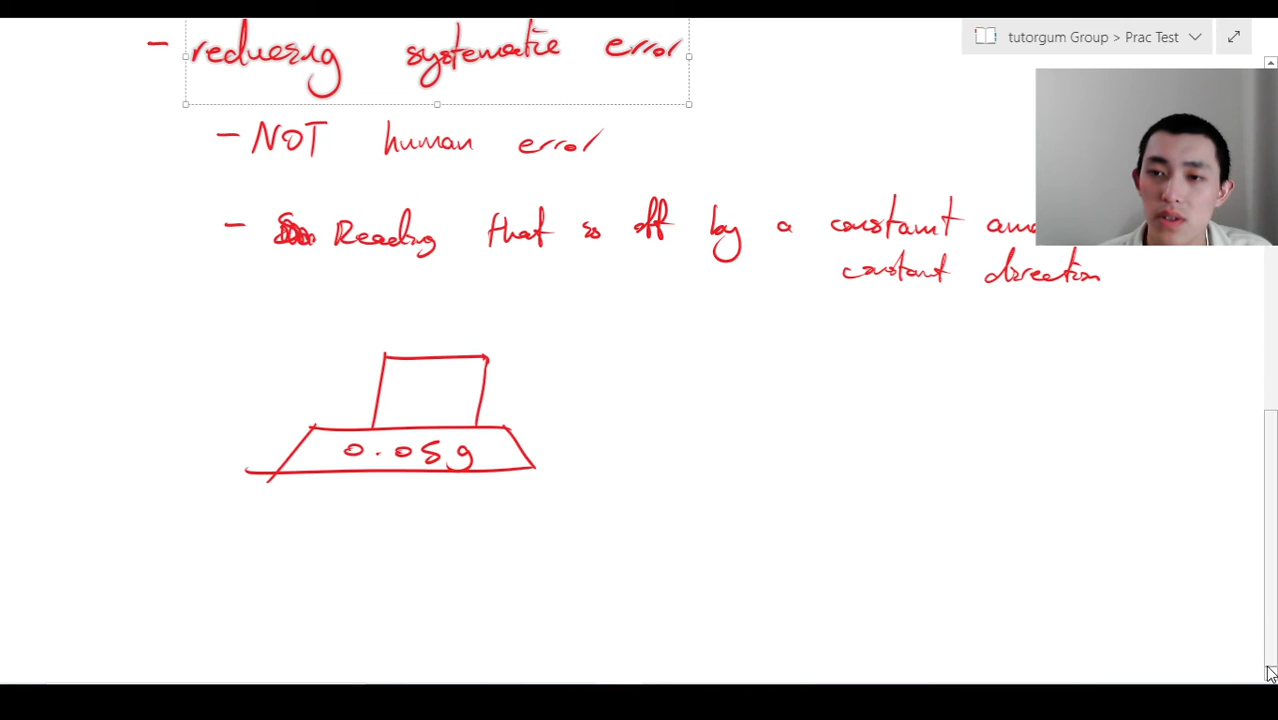 - reducing systematic error
tutorgum Group > Prac Test
- NOT human error
- Reading that is off by a constant
constant direction
0.05g